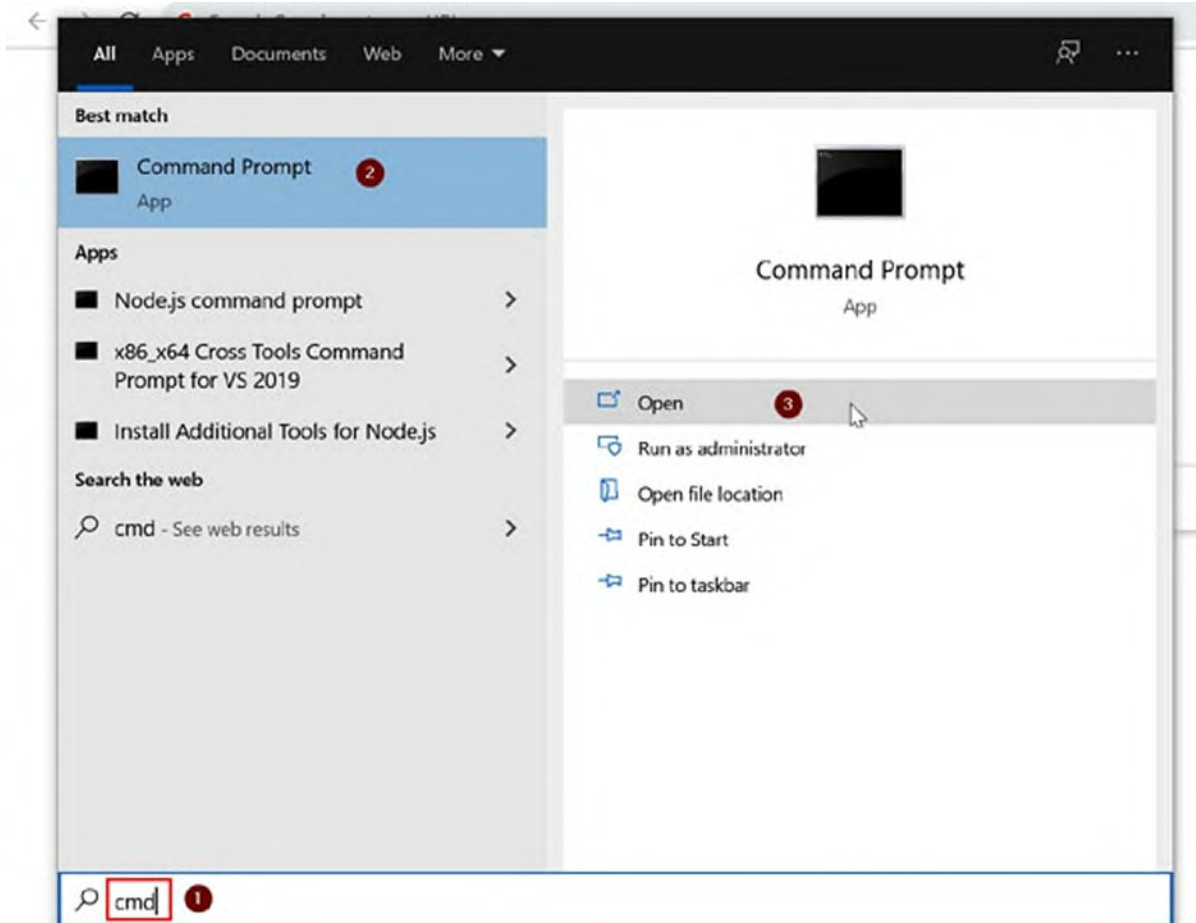 All Apps Documents Web More
Best match
Command Prompt 2
App
Apps
Node.js command prompt
x86_x64 Cross Tools Command
Prompt for VS 2019
Install Additional Tools for Node.js
Search the web
cmd - See web results
Command Prompt
App
Open 3
Run as administrator
Open file location
Pin to Start
Pin to taskbar
cmd 1